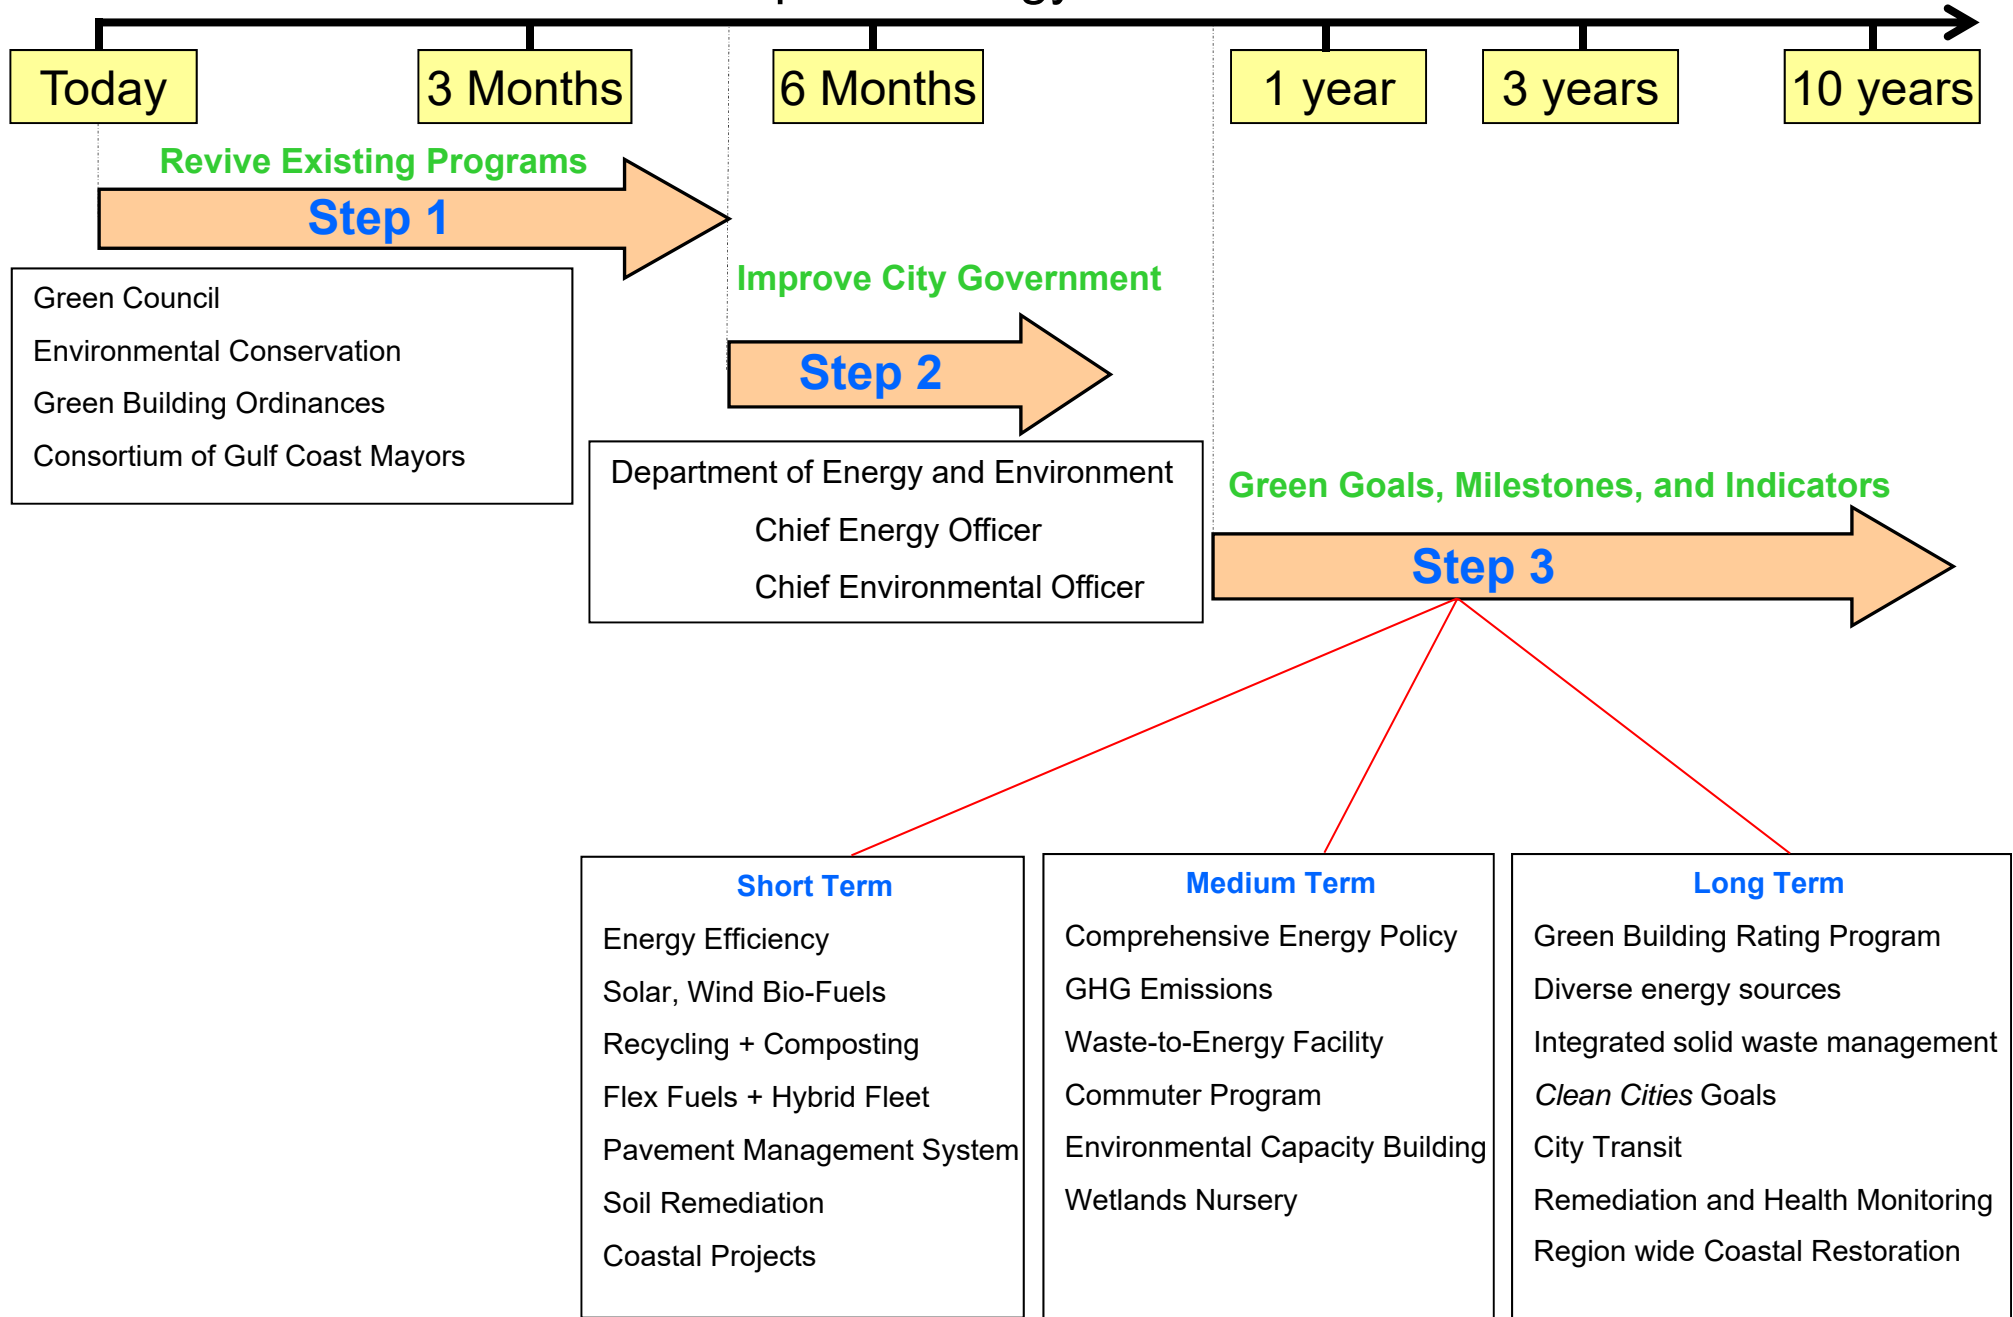 Today
3 Months
6 Months
1 year
3 years
10 years
Revive Existing Programs
Step 1
Green Council
Environmental Conservation
Green Building Ordinances
Consortium of Gulf Coast Mayors
Improve City Government
Step 2
Department of Energy and Environment
Chief Energy Officer
Chief Environmental Officer
Green Goals, Milestones, and Indicators
Step 3
Short Term
Energy Efficiency
Solar, Wind Bio-Fuels
Recycling + Composting
Flex Fuels + Hybrid Fleet
Pavement Management System
Soil Remediation
Coastal Projects
Medium Term
Comprehensive Energy Policy
GHG Emissions
Waste-to-Energy Facility
Commuter Program
Environmental Capacity Building
Wetlands Nursery
Long Term
Green Building Rating Program
Diverse energy sources
Integrated solid waste management
Clean Cities Goals
City Transit
Remediation and Health Monitoring
Region wide Coastal Restoration